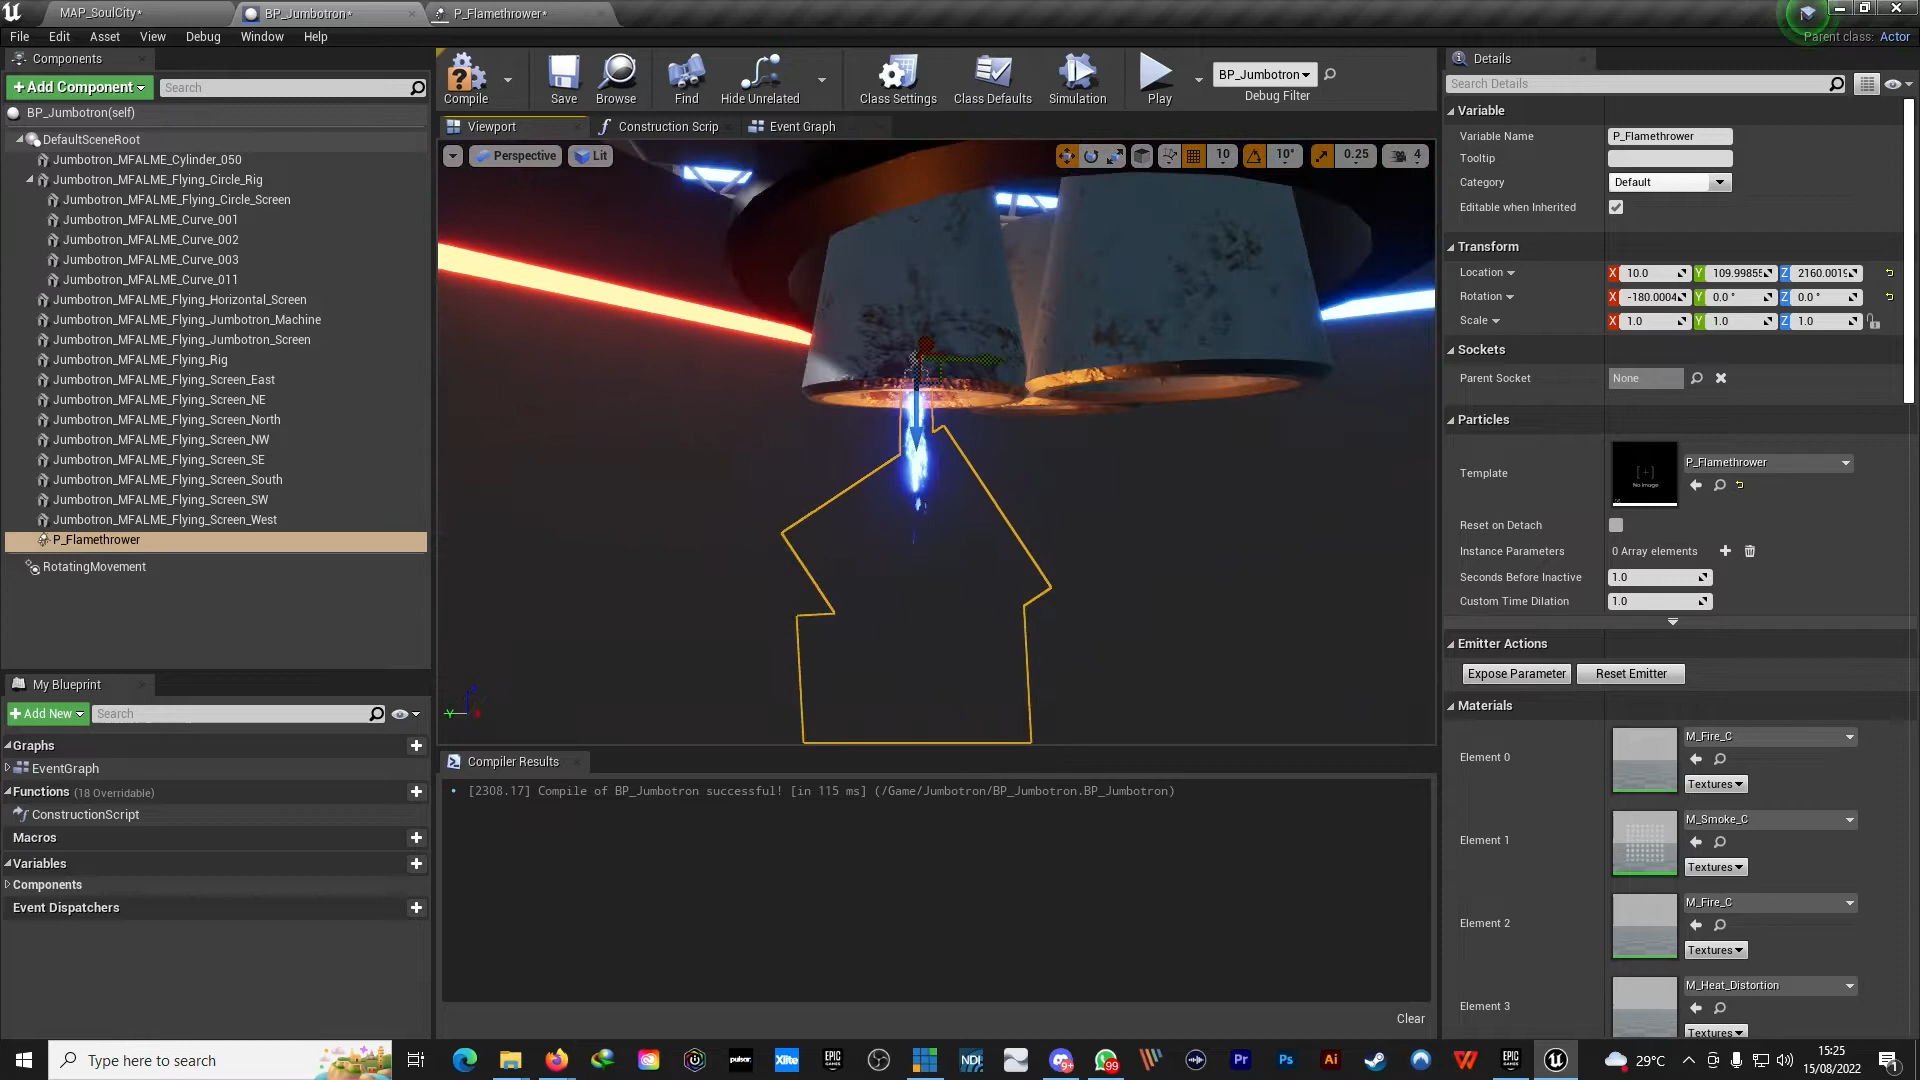 MAP_SoulCity*
BP_Jumbotron*
P_Flamethrower*
File Edit Asset View Debug Window Help
Parent class: Actor
Components
+Add Component
Search
BP_Jumbotron(self)
DefaultSceneRoot
Jumbotron_MFALME_Cylinder_050
Jumbotron_MFALME_Flying_Circle_Rig
Jumbotron_MFALME_Flying_Circle_Screen
Jumbotron_MFALME_Curve_001
Jumbotron_MFALME_Curve_002
Jumbotron_MFALME_Curve_003
Jumbotron_MFALME_Curve_011
Jumbotron_MFALME_Flying_Horizontal_Screen
Jumbotron_MFALME_Flying_Jumbotron_Machine
Jumbotron_MFALME_Flying_Jumbotron_Screen
Jumbotron_MFALME_Flying_Rig
Jumbotron_MFALME_Flying_Screen_East
Jumbotron_MFALME_Flying_Screen_NE
Jumbotron_MFALME_Flying_Screen_North
Jumbotron_MFALME_Flying_Screen_NW
Jumbotron_MFALME_Flying_Screen_SE
Jumbotron_MFALME_Flying_Screen_South
Jumbotron_MFALME_Flying_Screen_SW
Jumbotron_MFALME_Flying_Screen_West
P_Flamethrower
RotatingMovement
My Blueprint
+Add New
Search
Graphs
EventGraph
Functions (18 Overridable)
ConstructionScript
Macros
Variables
Components
Event Dispatchers
Compile
Save
Browse
Find
Hide Unrelated
Class Settings
Class Defaults
Simulation
Play
BP_Jumbotron
Debug Filter
Viewport
Construction Scrip
Event Graph
Perspective
Lit
10
10°
0.25
4
Compiler Results
[2308.17] Compile of BP_Jumbotron successful! [in 115 ms] (/Game/Jumbotron/BP_Jumbotron.BP_Jumbotron)
Clear
Details
Search Details
Variable
Variable Name P_Flamethrower
Tooltip
Category Default
Editable when Inherited
Transform
Location X 10.0 Y 109.99855 Z 2160.0019
Rotation X -180.0004 Y 0.0 ° Z 0.0 °
Scale X 1.0 Y 1.0 Z 1.0
Sockets
Parent Socket None
Particles
Template
No Image
P_Flamethrower
Reset on Detach
Instance Parameters 0 Array elements
Seconds Before Inactive 1.0
Custom Time Dilation 1.0
Emitter Actions
Expose Parameter
Reset Emitter
Materials
Element 0
M_Fire_C
Textures
Element 1
M_Smoke_C
Textures
Element 2
M_Fire_C
Textures
Element 3
M_Heat_Distortion
Textures
Type here to search
29°C
15:25
15/08/2022